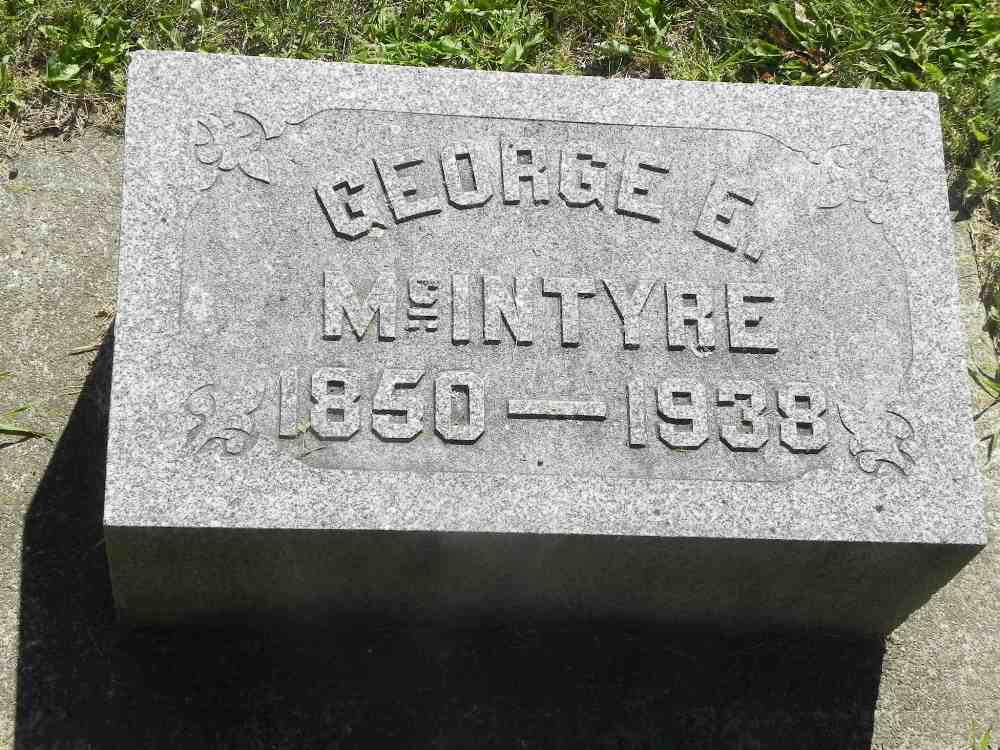 GEORGE E.
McINTYRE
1850 — 1938